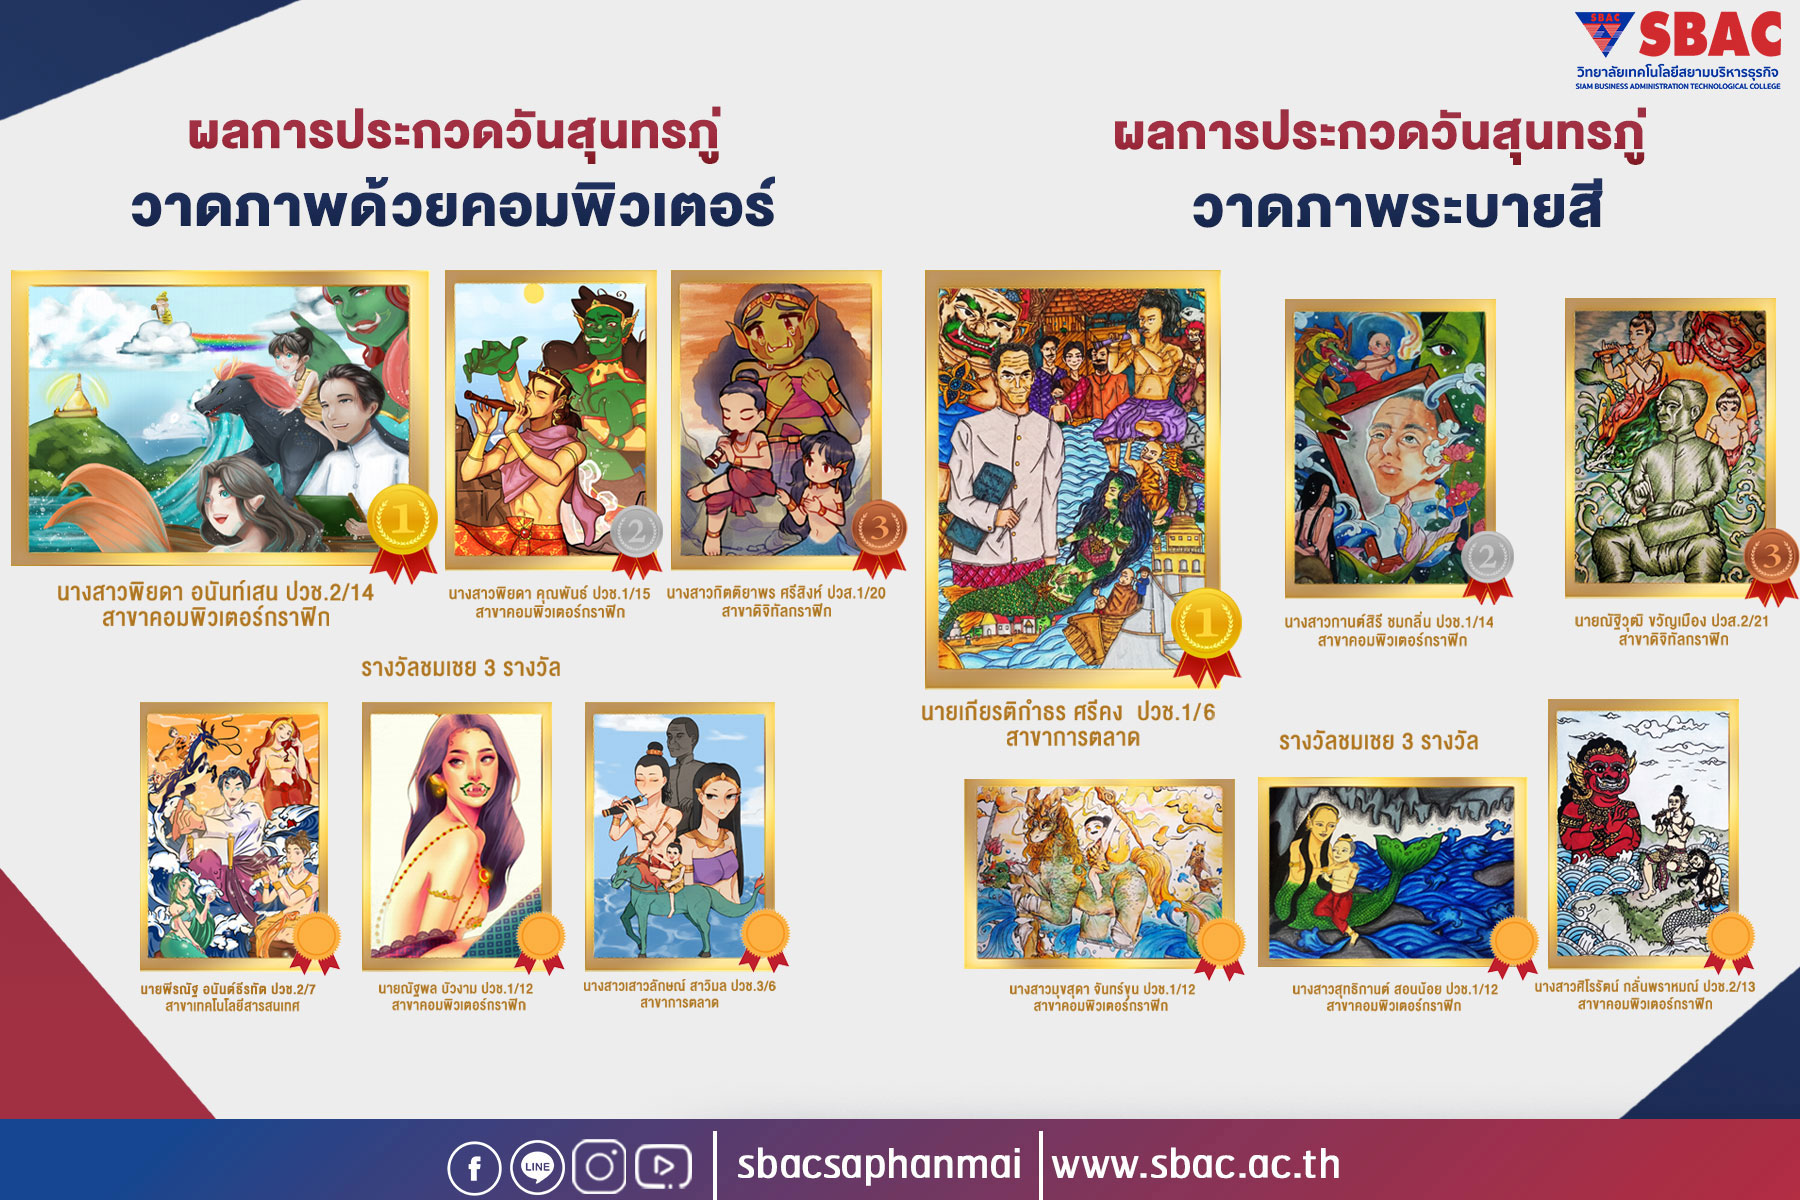 SBAC
SBAC
วิทยาลัยเทคโนโลยีสยามบริหารธุรกิจ
SIAM BUSINESS ADMINISTRATION TECHNOLOGICAL COLLEGE
ผลการประกวดวันสุนทรภู่
วาดภาพด้วยคอมพิวเตอร์
1
2
3
นางสาวพิยดา อนันท์เสน ปวช.2/14
สาขาคอมพิวเตอร์กราฟิก
นางสาวพิยดา คุณพันธ์ ปวช.1/15
สาขาคอมพิวเตอร์กราฟิก
นางสาวกิตติยาพร ศรีสิงห์ ปวส.1/20
สาขาดิจิทัลกราฟิก
รางวัลชมเชย 3 รางวัล
นายพีรณัฐ อนันต์ธีรทัต ปวช.2/7
สาขาเทคโนโลยีสารสนเทศ
นายณัฐพล บัวงาม ปวช.1/12
สาขาคอมพิวเตอร์กราฟิก
นางสาวเสาวลักษณ์ สาวิมล ปวช.3/6
สาขาการตลาด
ผลการประกวดวันสุนทรภู่
วาดภาพระบายสี
1
2
3
นายเกียรติกำธร ศรีคง ปวช.1/6
สาขาการตลาด
นางสาวกานต์สิรี ชมกลิ่น ปวช.1/14
สาขาคอมพิวเตอร์กราฟิก
นายณัฐิวุฒิ ขวัญเมือง ปวส.2/21
สาขาดิจิทัลกราฟิก
รางวัลชมเชย 3 รางวัล
นางสาวมุขสุดา จันทร์ขุน ปวช.1/12
สาขาคอมพิวเตอร์กราฟิก
นางสาวสุทธิกานต์ สอนน้อย ปวช.1/12
สาขาคอมพิวเตอร์กราฟิก
นางสาวศิโรรัตน์ กลั่นพราหมณ์ ปวช.2/13
สาขาคอมพิวเตอร์กราฟิก
LINE
sbacsaphanmai
www.sbac.ac.th